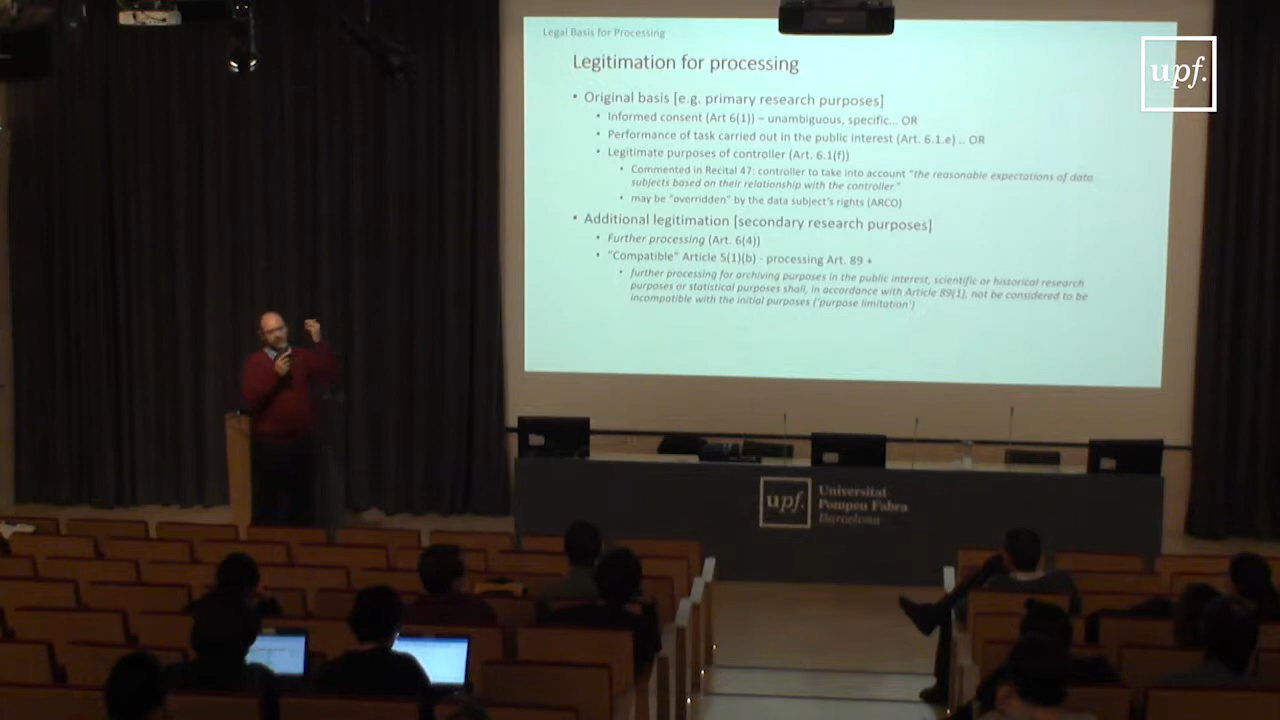 Legal Basis for Processing
Legitimation for processing
• Original basis [e.g. primary research purposes]
• Informed consent (Art 6(1)) – unambiguous, specific... OR
• Performance of task carried out in the public interest (Art. 6.1.e) .. OR
• Legitimate purposes of controller (Art. 6.1(f))
• Commented in Recital 47: controller to take into account "the reasonable expectations of data
subjects based on their relationship with the controller."
• may be "overridden" by the data subject's rights (ARCO)
• Additional legitimation [secondary research purposes]
• Further processing (Art. 6(4))
• "Compatible" Article 5(1)(b) - processing Art. 89 +
• further processing for archiving purposes in the public interest, scientific or historical research
purposes or statistical purposes shall, in accordance with Article 89(1), not be considered to be
incompatible with the initial purposes ('purpose limitation')
upf.
upf.
Universitat
Pompeu Fabra
Barcelona